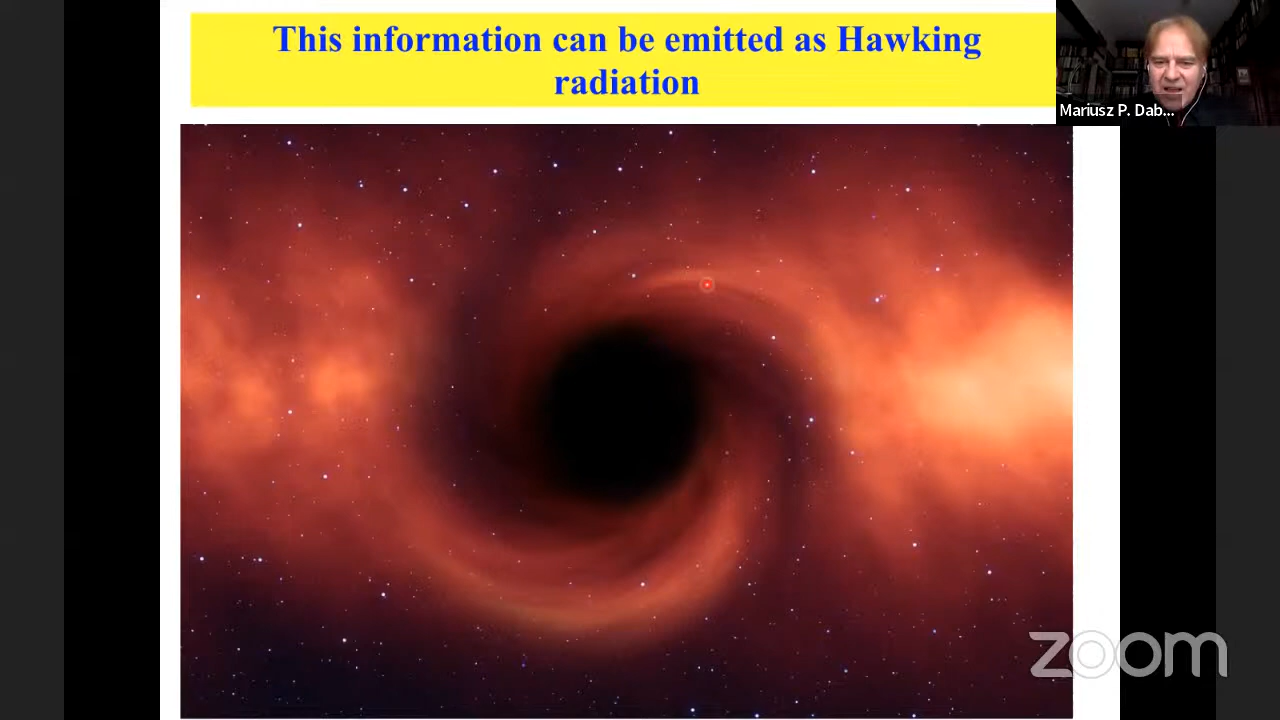 This information can be emitted as Hawking
radiation
Mariusz P. Dab...
zoom